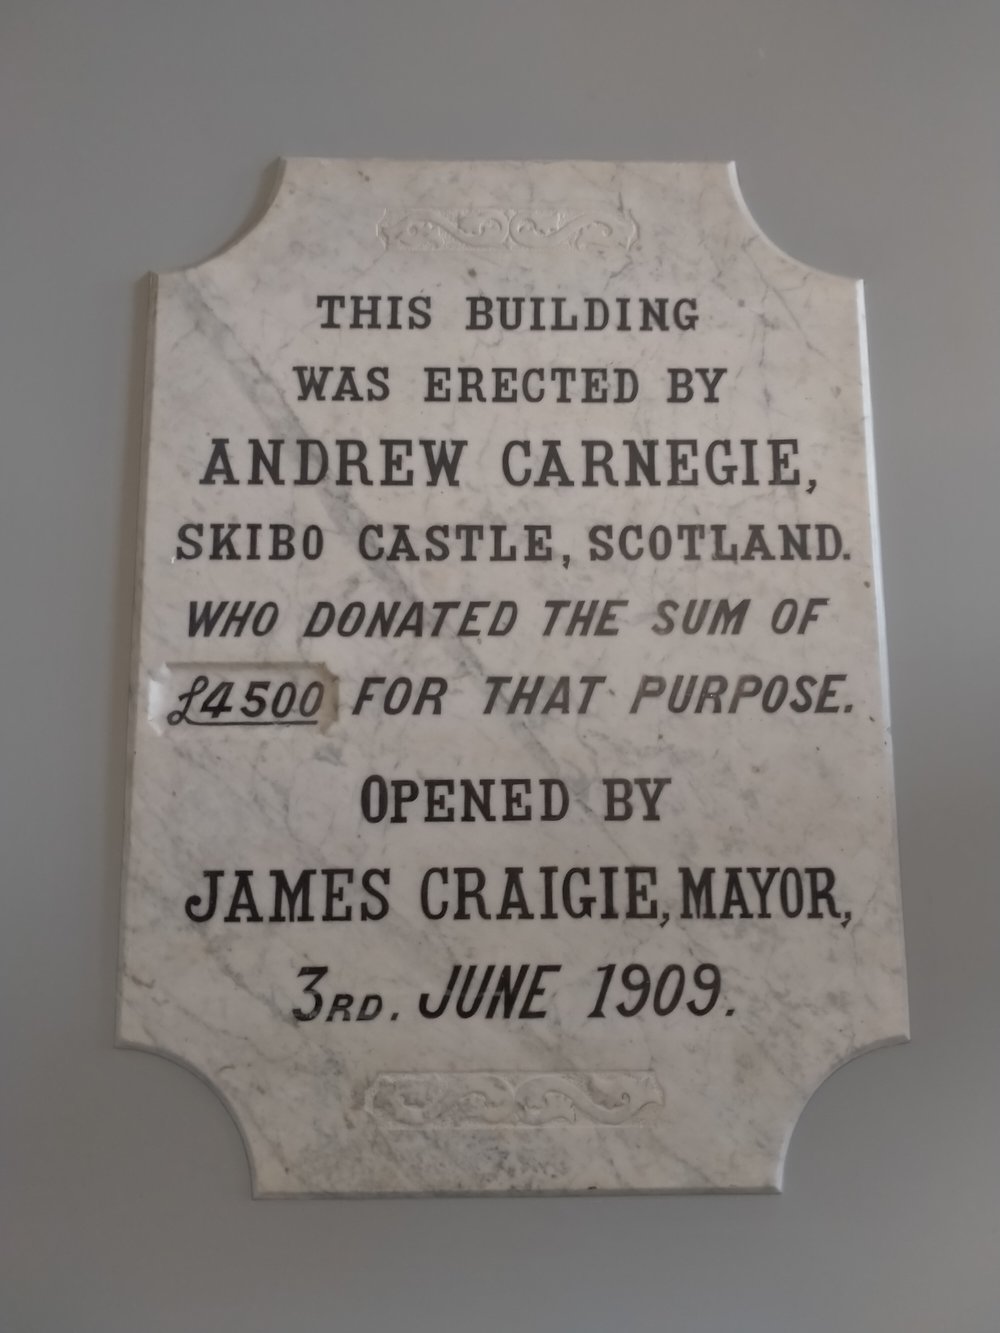 THIS BUILDING
WAS ERECTED BY
ANDREW CARNEGIE,
SKIBO CASTLE, SCOTLAND.
WHO DONATED THE SUM OF
£4500 FOR THAT PURPOSE.
OPENED BY
JAMES CRAIGIE, MAYOR,
3RD. JUNE 1909.